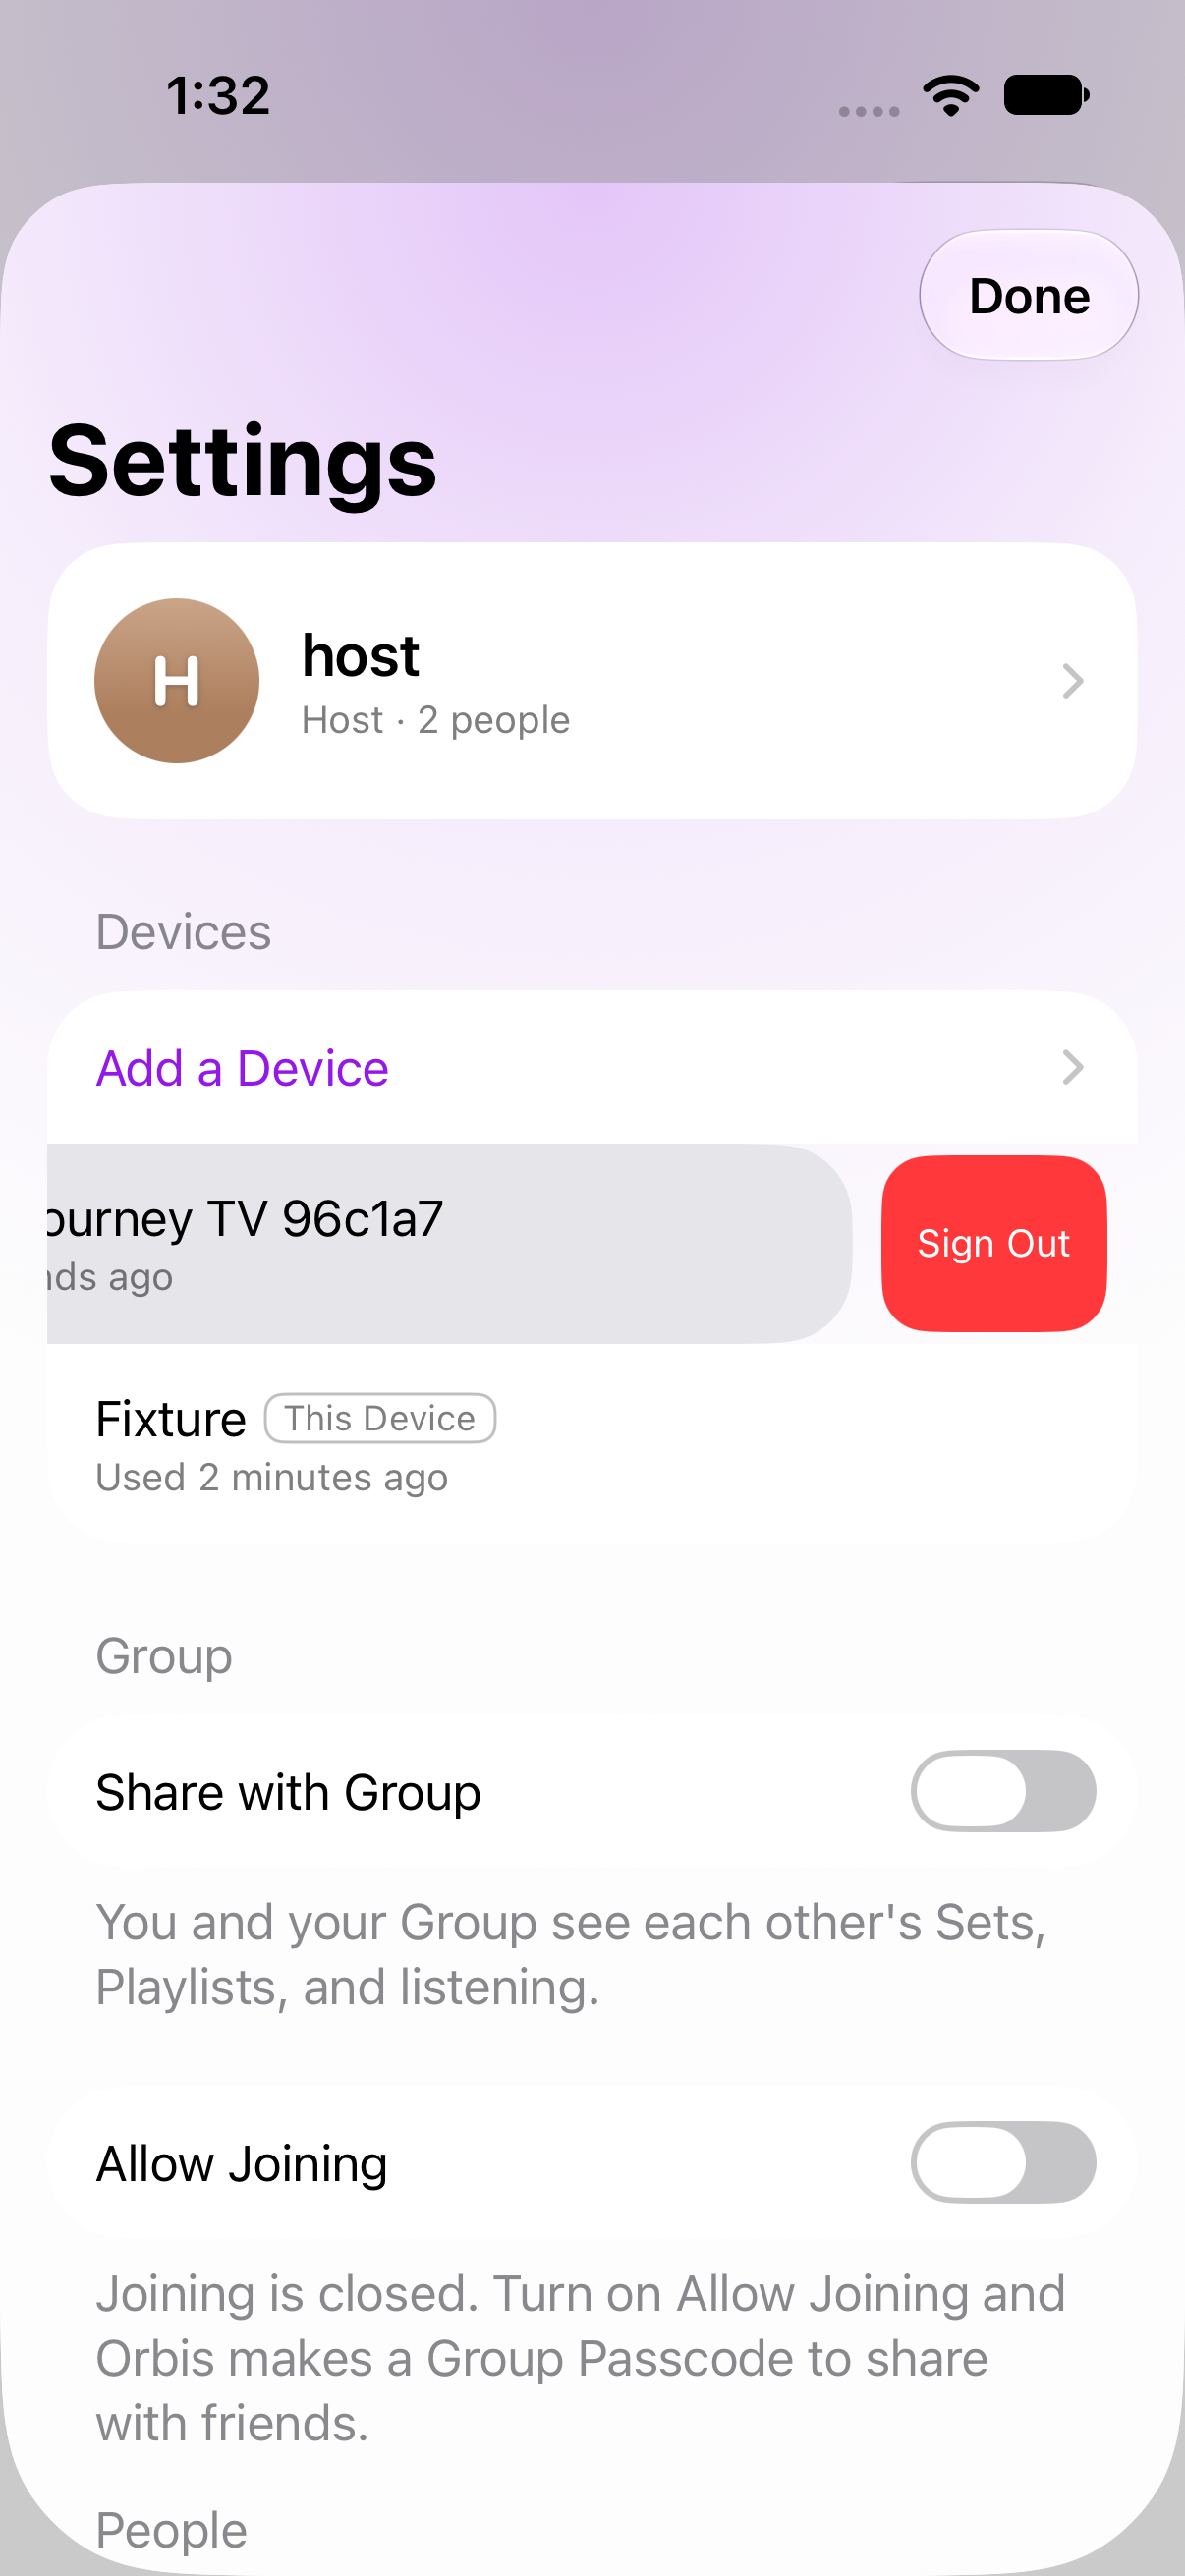 1:32
Done
Settings
H
host
Host · 2 people
Devices
Add a Device
ourney TV 96c1a7
nds ago
Sign Out
Fixture This Device
Used 2 minutes ago
Group
Share with Group
You and your Group see each other's Sets,
Playlists, and listening.
Allow Joining
Joining is closed. Turn on Allow Joining and
Orbis makes a Group Passcode to share
with friends.
People